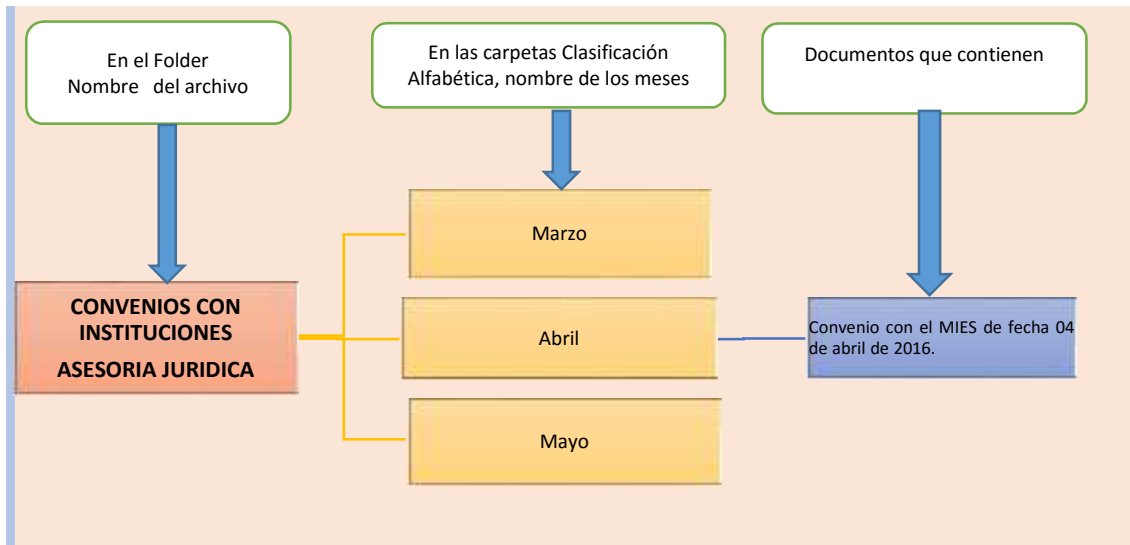 En el Folder
Nombre del archivo
En las carpetas Clasificación
Alfabética, nombre de los meses
Documentos que contienen
CONVENIOS CON
INSTITUCIONES
ASESORIA JURIDICA
Marzo
Abril
Mayo
Convenio con el MIES de fecha 04
de abril de 2016.